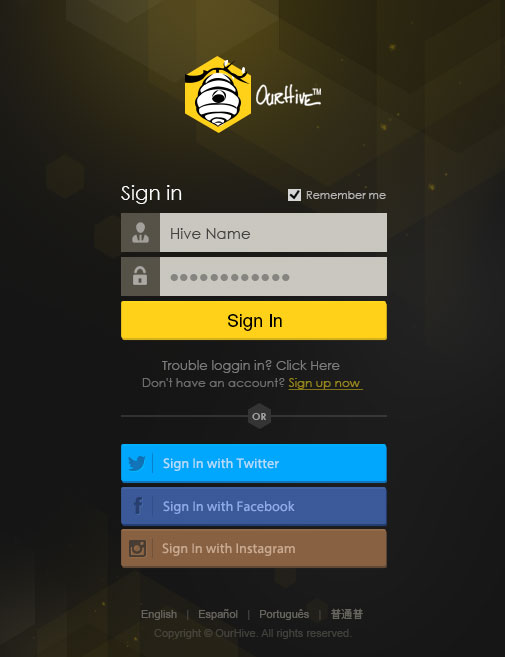 OurHive™
Sign in
Remember me
Hive Name
●●●●●●●●●●●●
Sign In
Trouble loggin in? Click Here
Don't have an account? Sign up now
OR
Sign In with Twitter
f Sign In with Facebook
Sign In with Instagram
English | Español | Português | 普通普
Copyright © OurHive. All rights reserved.